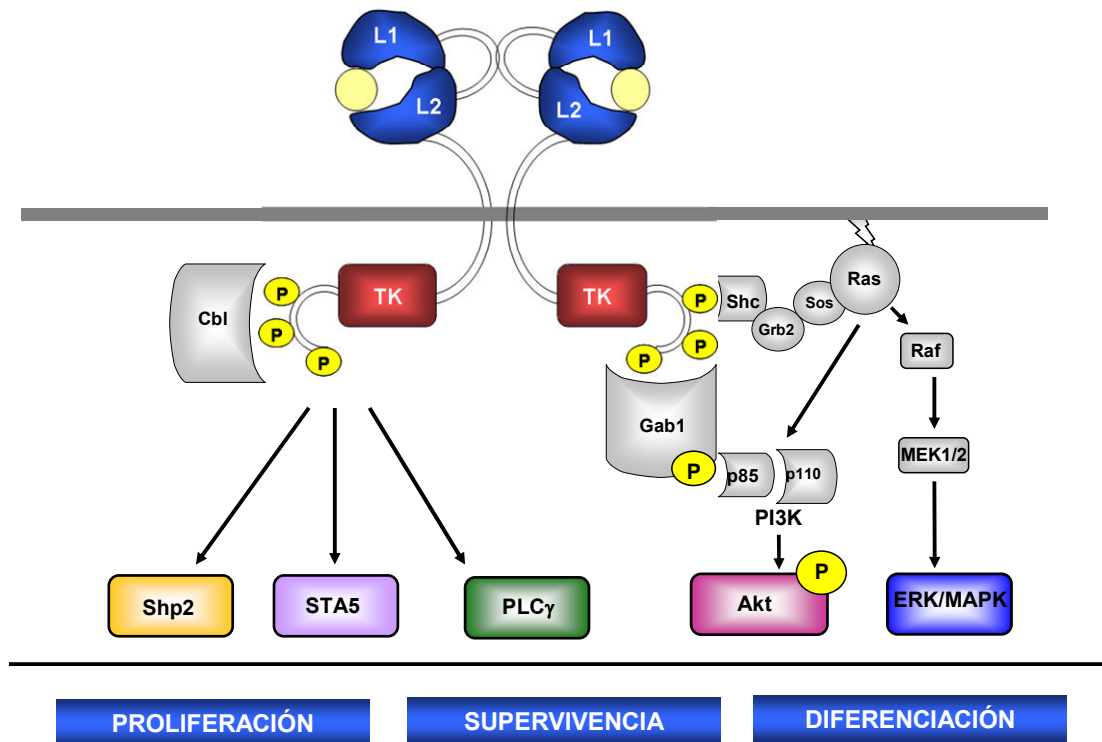 L1
L1
L2
L2
TK
TK
P
P
P
Cbl
P
P
P
Shc
Grb2
Sos
Ras
Raf
Gab1
P
p85
p110
PI3K
MEK1/2
Shp2
STA5
PLCγ
Akt
P
ERK/MAPK
PROLIFERACIÓN
SUPERVIVENCIA
DIFERENCIACIÓN